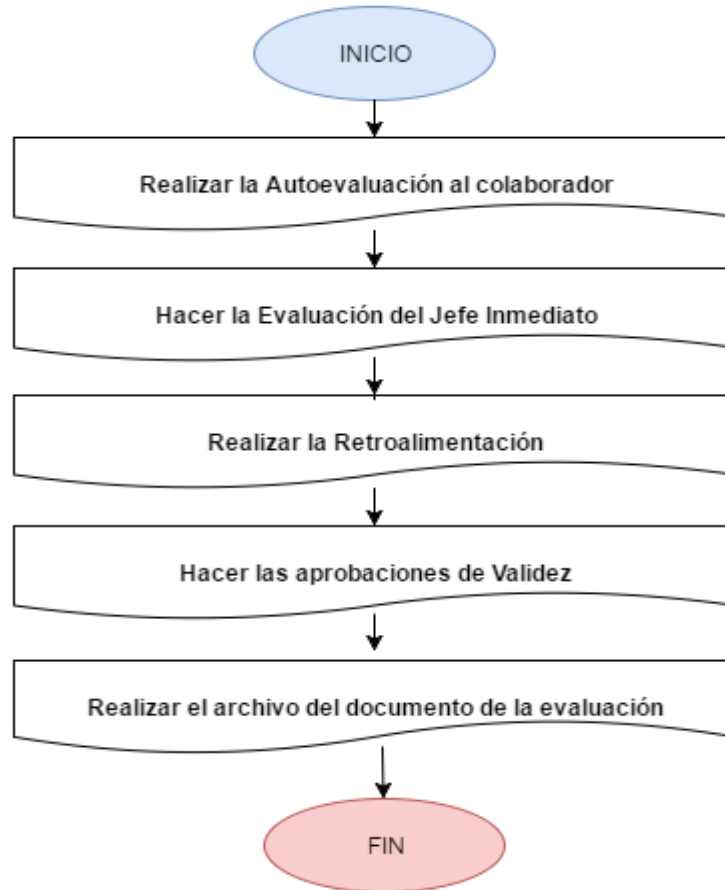 INICIO
Realizar la Autoevaluación al colaborador
Hacer la Evaluación del Jefe Inmediato
Realizar la Retroalimentación
Hacer las aprobaciones de Validez
Realizar el archivo del documento de la evaluación
FIN